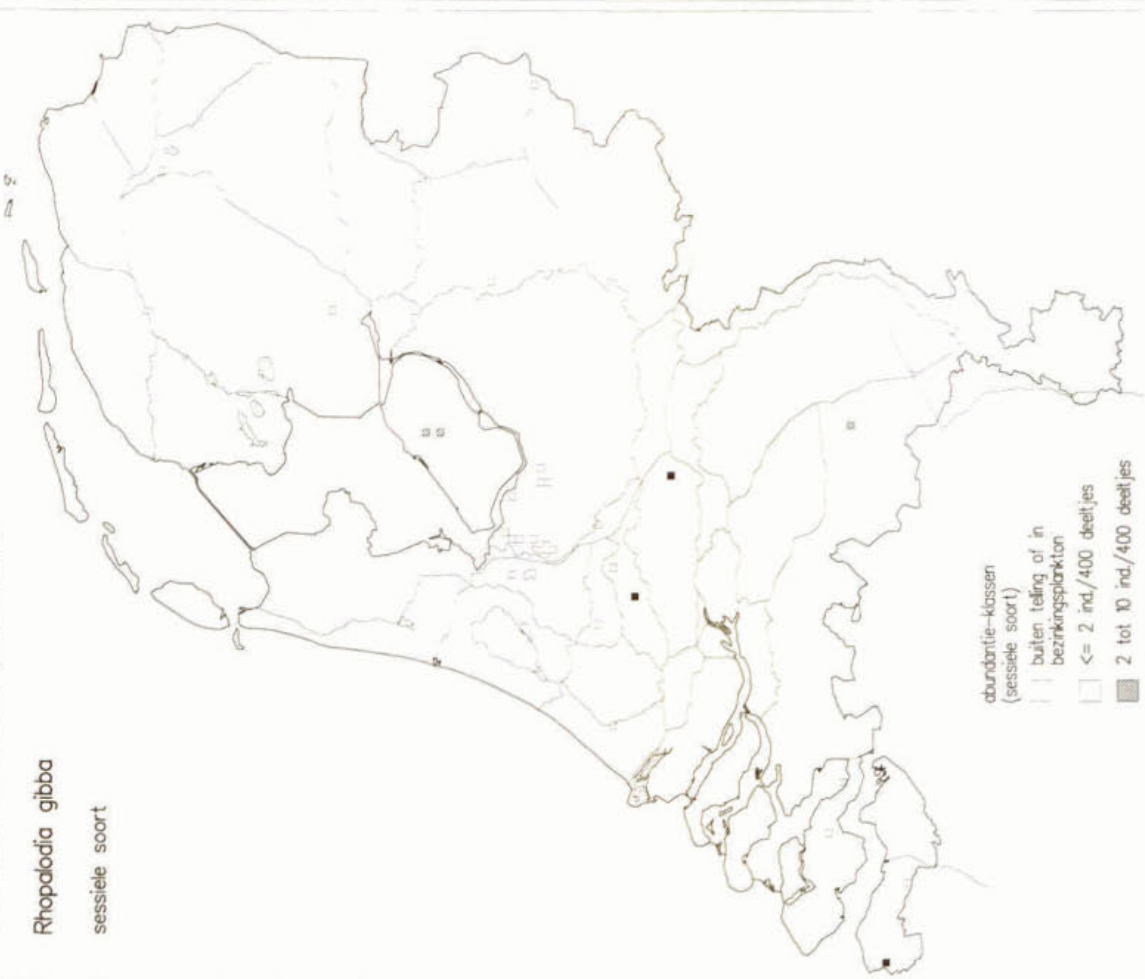 Rhopalodia gibba
sessiele soort
abundantie-klassen
(sessiele soort)
buiten telling of in
bezinkingsplankton
<= 2 ind./400 deeltjes
2 tot 10 ind./400 deeltjes